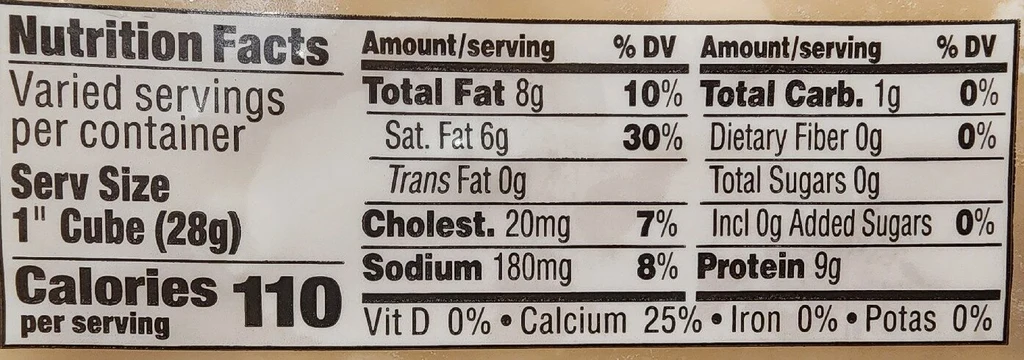 Nutrition Facts
Varied servings
per container
Serv Size
1" Cube (28g)
Calories 110
per serving
Amount/serving % DV
Total Fat 8g 10%
Sat. Fat 6g 30%
Trans Fat 0g
Cholest. 20mg 7%
Sodium 180mg 8%
Amount/serving % DV
Total Carb. 1g 0%
Dietary Fiber 0g 0%
Total Sugars 0g
Incl 0g Added Sugars 0%
Protein 9g
Vit D 0% • Calcium 25% • Iron 0% • Potas 0%